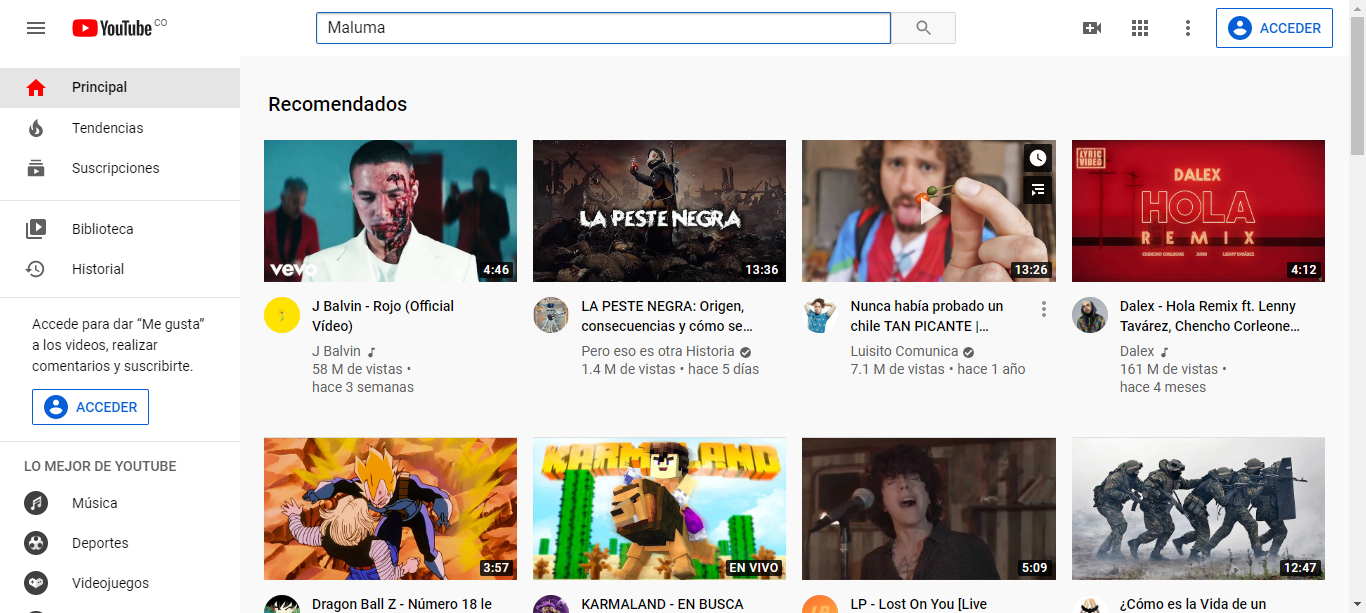 YouTube CO
Maluma
ACCEDER
Principal
Tendencias
Suscripciones
Biblioteca
Historial
Accede para dar “Me gusta”
a los videos, realizar
comentarios y suscribirte.
ACCEDER
LO MEJOR DE YOUTUBE
Música
Deportes
Videojuegos
Recomendados
vevo
4:46
J Balvin - Rojo (Official
Vídeo)
J Balvin
58 M de vistas •
hace 3 semanas
LA PESTE NEGRA
13:36
LA PESTE NEGRA: Origen,
consecuencias y cómo se...
Pero eso es otra Historia
1.4 M de vistas • hace 5 días
13:26
Nunca había probado un
chile TAN PICANTE |...
Luisito Comunica
7.1 M de vistas • hace 1 año
LYRIC
VIDEO
DALEX
HOLA
REMIX
CHENCHO CORLEONE
LENNY TAVÁREZ
4:12
Dalex - Hola Remix ft. Lenny
Tavárez, Chencho Corleone...
Dalex
161 M de vistas •
hace 4 meses
3:57
Dragon Ball Z - Número 18 le
KARMALAND
EN VIVO
KARMALAND - EN BUSCA
5:09
LP
LP - Lost On You [Live
12:47
¿Cómo es la Vida de un